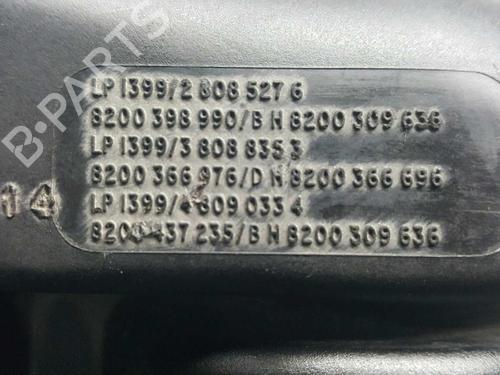 LP 1399/2 808 527 6
8200 398 990/B H 8200 309 636
LP 1399/3 808 835 3
8200 366 976/D H 8200 366 696
LP 1399/4 809 033 4
8200 437 235/B H 8200 309 636
14
B-PARTS